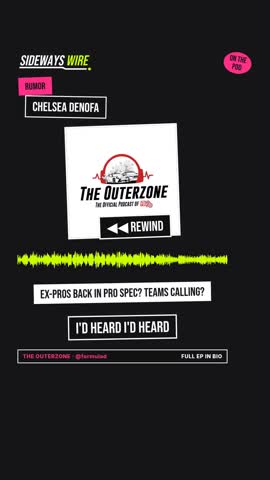 SIDEWAYS WIRE.
ON THE
POD
RUMOR
CHELSEA DENOFA
THE OUTERZONE
THE OFFICIAL PODCAST OF
REWIND
EX-PROS BACK IN PRO SPEC? TEAMS CALLING?
I'D HEARD I'D HEARD
THE OUTERZONE · @formulad
FULL EP IN BIO